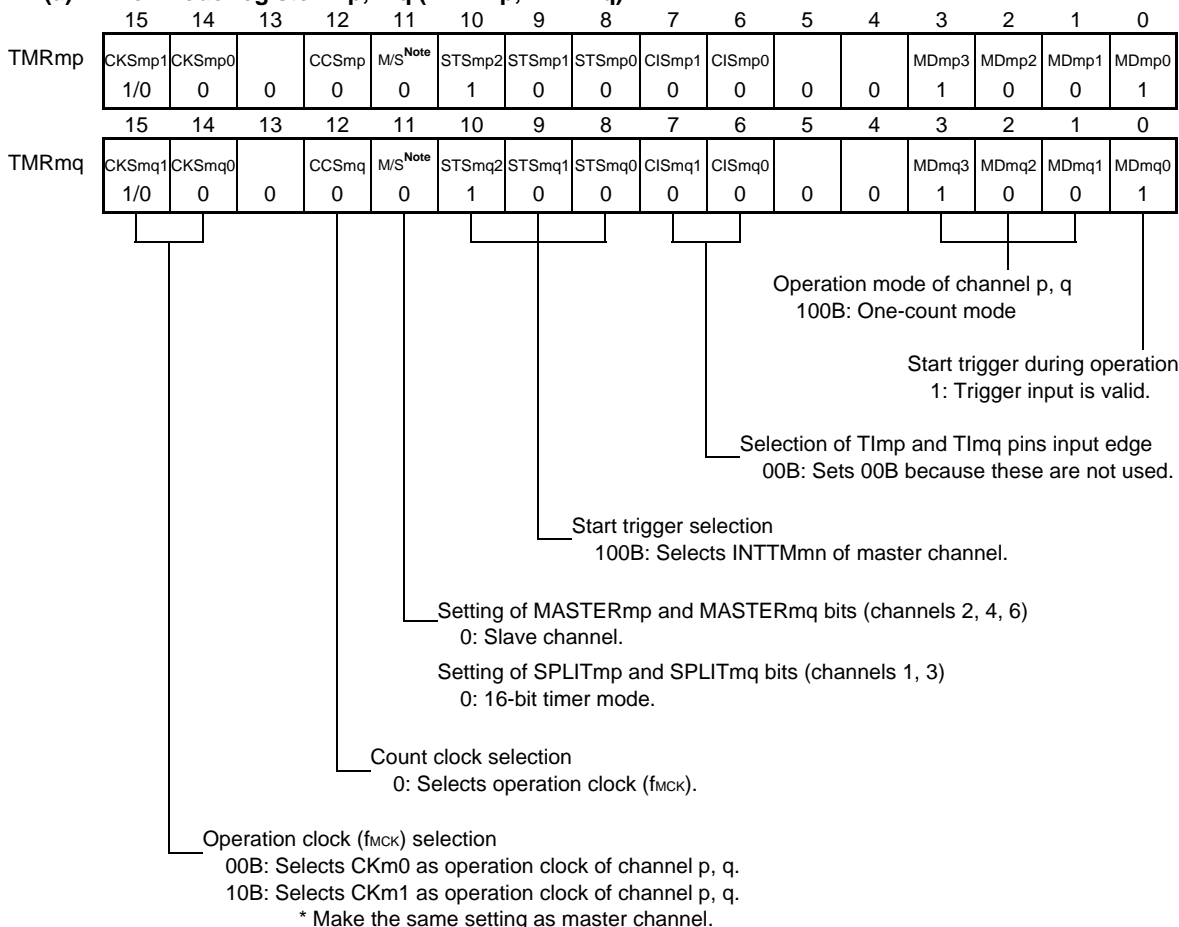 15 14 13 12 11 10 9 8 7 6 5 4 3 2 1 0
TMRmp CKSmp1 CKSmp0 CCSmp M/SNote STSmp2 STSmp1 STSmp0 CISmp1 CISmp0 MDmp3 MDmp2 MDmp1 MDmp0
1/0 0 0 0 0 1 0 0 0 0 0 0 1 0 0 1
15 14 13 12 11 10 9 8 7 6 5 4 3 2 1 0
TMRmq CKSmq1 CKSmq0 CCSmq M/SNote STSmq2 STSmq1 STSmq0 CISmq1 CISmq0 MDmq3 MDmq2 MDmq1 MDmq0
1/0 0 0 0 0 1 0 0 0 0 0 0 1 0 0 1
Operation mode of channel p, q
100B: One-count mode
Start trigger during operation
1: Trigger input is valid.
Selection of TImp and TImq pins input edge
00B: Sets 00B because these are not used.
Start trigger selection
100B: Selects INTTMmn of master channel.
Setting of MASTERmp and MASTERmq bits (channels 2, 4, 6)
0: Slave channel.
Setting of SPLITmp and SPLITmq bits (channels 1, 3)
0: 16-bit timer mode.
Count clock selection
0: Selects operation clock (fMCK).
Operation clock (fMCK) selection
00B: Selects CKm0 as operation clock of channel p, q.
10B: Selects CKm1 as operation clock of channel p, q.
* Make the same setting as master channel.